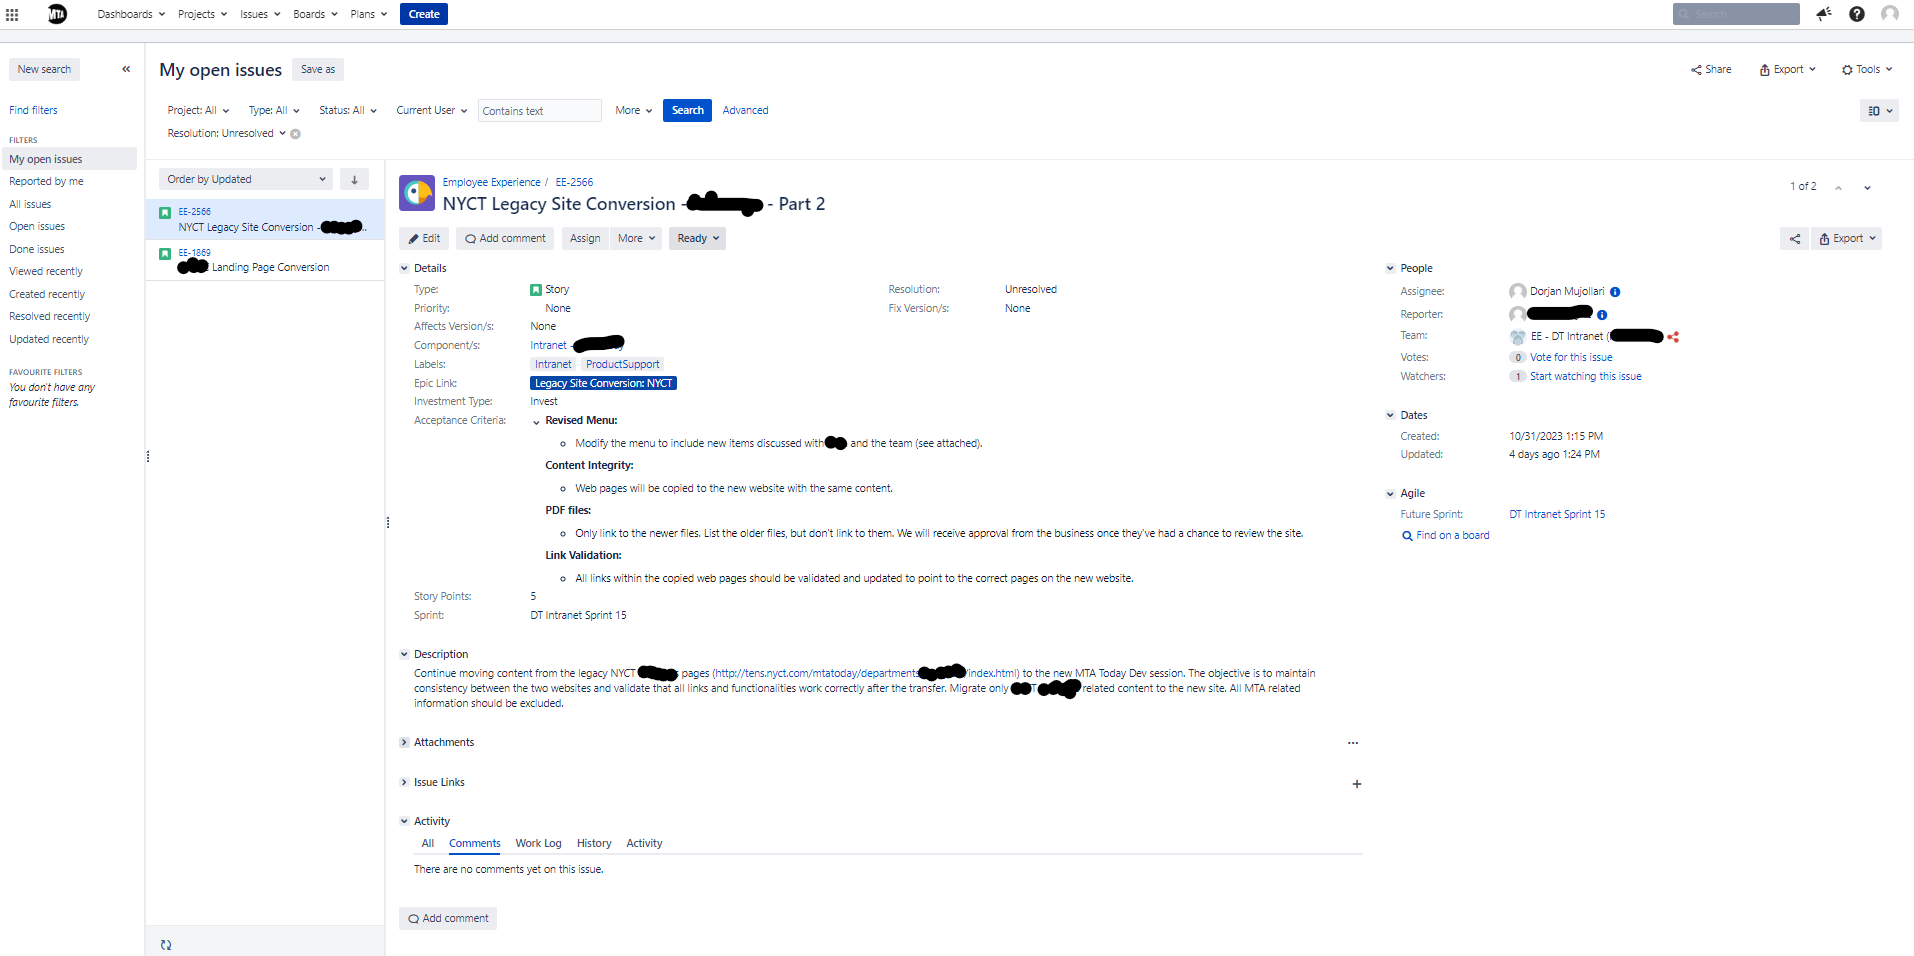 MTA
Dashboards Projects Issues Boards Plans Create
Search
New search
My open issues Save as
Share Export Tools
Find filters
Project: All Type: All Status: All Current User Contains text More Search Advanced
Resolution: Unresolved
FILTERS
My open issues
Reported by me
All issues
Open issues
Done issues
Viewed recently
Created recently
Resolved recently
Updated recently
FAVOURITE FILTERS
You don't have any
favourite filters.
Order by Updated
EE-2566
NYCT Legacy Site Conversion - ..
EE-1869
Landing Page Conversion
Employee Experience / EE-2566
NYCT Legacy Site Conversion - - Part 2
1 of 2
Edit Add comment Assign More Ready
Export
Details
Type: Story
Resolution: Unresolved
Priority: None
Fix Version/s: None
Affects Version/s: None
Component/s: Intranet -
Labels: Intranet ProductSupport
Epic Link: Legacy Site Conversion: NYCT
Investment Type: Invest
Acceptance Criteria: Revised Menu:
Modify the menu to include new items discussed with and the team (see attached).
Content Integrity:
Web pages will be copied to the new website with the same content.
PDF files:
Only link to the newer files. List the older files, but don't link to them. We will receive approval from the business once they've had a chance to review the site.
Link Validation:
All links within the copied web pages should be validated and updated to point to the correct pages on the new website.
Story Points: 5
Sprint: DT Intranet Sprint 15
Description
Continue moving content from the legacy NYCT pages (http://tens.nyct.com/mtatoday/departments /index.html) to the new MTA Today Dev session. The objective is to maintain
consistency between the two websites and validate that all links and functionalities work correctly after the transfer. Migrate only related content to the new site. All MTA related
information should be excluded.
Attachments
Issue Links
Activity
All Comments Work Log History Activity
There are no comments yet on this issue.
Add comment
People
Assignee: Dorjan Mujollari
Reporter:
Team: EE - DT Intranet (
Votes: 0 Vote for this issue
Watchers: 1 Start watching this issue
Dates
Created: 10/31/2023 1:15 PM
Updated: 4 days ago 1:24 PM
Agile
Future Sprint: DT Intranet Sprint 15
Find on a board